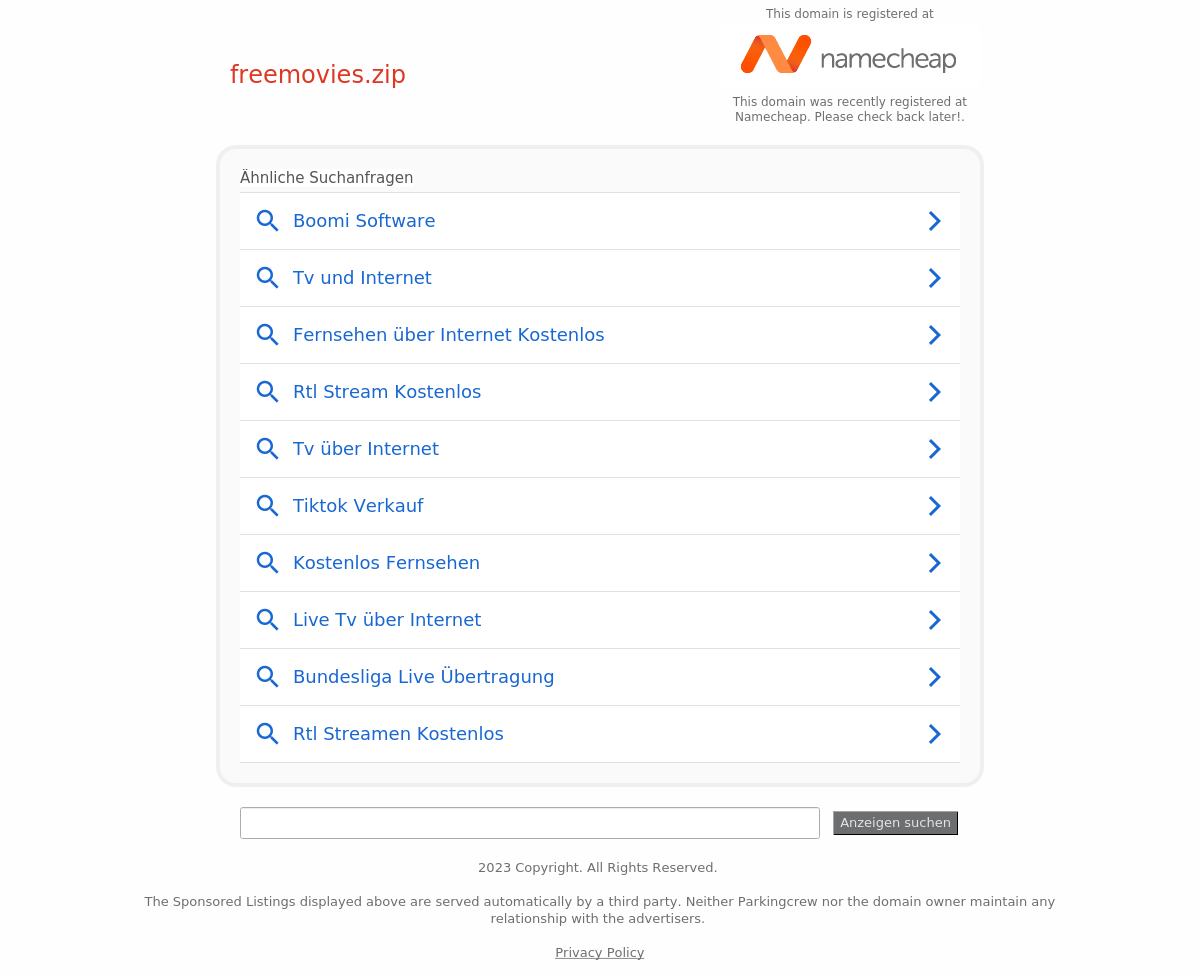 This domain is registered at
namecheap
freemovies.zip
This domain was recently registered at
Namecheap. Please check back later!.
Ähnliche Suchanfragen
Boomi Software
Tv und Internet
Fernsehen über Internet Kostenlos
Rtl Stream Kostenlos
Tv über Internet
Tiktok Verkauf
Kostenlos Fernsehen
Live Tv über Internet
Bundesliga Live Übertragung
Rtl Streamen Kostenlos
Anzeigen suchen
2023 Copyright. All Rights Reserved.
The Sponsored Listings displayed above are served automatically by a third party. Neither Parkingcrew nor the domain owner maintain any
relationship with the advertisers.
Privacy Policy